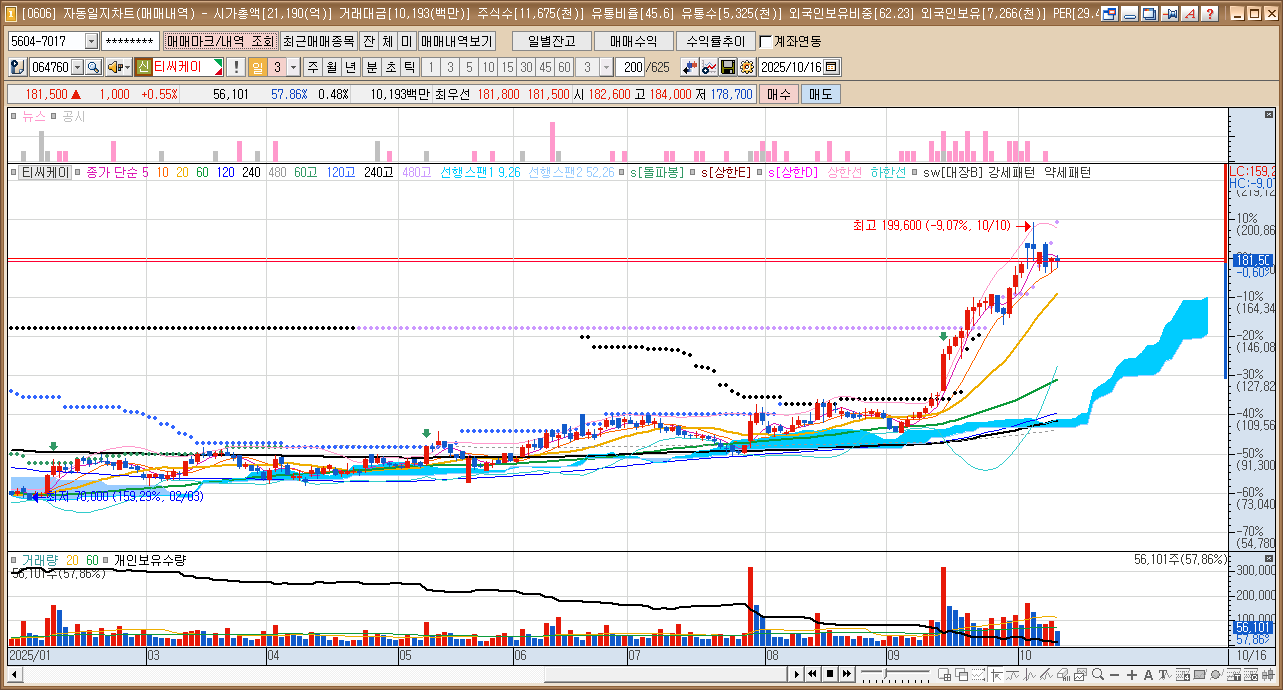 [0606] 자동일지차트(매매내역) - 시가총액[21,190(억)] 거래대금[10,193(백만)] 주식수[11,675(천)] 유통비율[45.6] 유통수[5,325(천)] 외국인보유비중[62.23] 외국인보유[7,266(천)] PER[29.4
5604-7017 ******** 매매마크/내역 조회 최근매매종목 잔 체 미 매매내역보기 일별잔고 매매수익 수익률추이 계좌연동
064760 신 티씨케이 ! 일 3 주 월 년 분 초 틱 1 3 5 10 15 30 45 60 3 200 /625 2025/10/16
181,500 ▲ 1,000 +0.55% 56,101 57.86% 0.48% 10,193백만 최우선 181,800 181,500 시 182,600 고 184,000 저 178,700 매수 매도
뉴스 공시
티씨케이 종가 단순 5 10 20 60 120 240 480 60고 120고 240고 480고 선행스팬1 9,26 선행스팬2 52,26 s[돌파봉] s[상한E] s[상한D] 상한선 하한선 sw[대장B] 강세패턴 약세패턴
LC:159,2
HC:-9,07
(219,12
10%
(200,86
최고 199,600 (-9,07%, 10/10)
181,50
-0,60%
-10%
(164,34
-20%
(146,08
-30%
(127,82
-40%
(109,56
-50%
(91,300
-60%
(73,040
-70%
(54,780
최저 70,000 (159,29%, 02/03)
거래량 20 60 개인보유수량
56,101주(57,86%)
56,101주(57,86%)
300,000
200,000
100,000
56,101
57,86%
2025/01 03 04 05 06 07 08 09 10 10/16